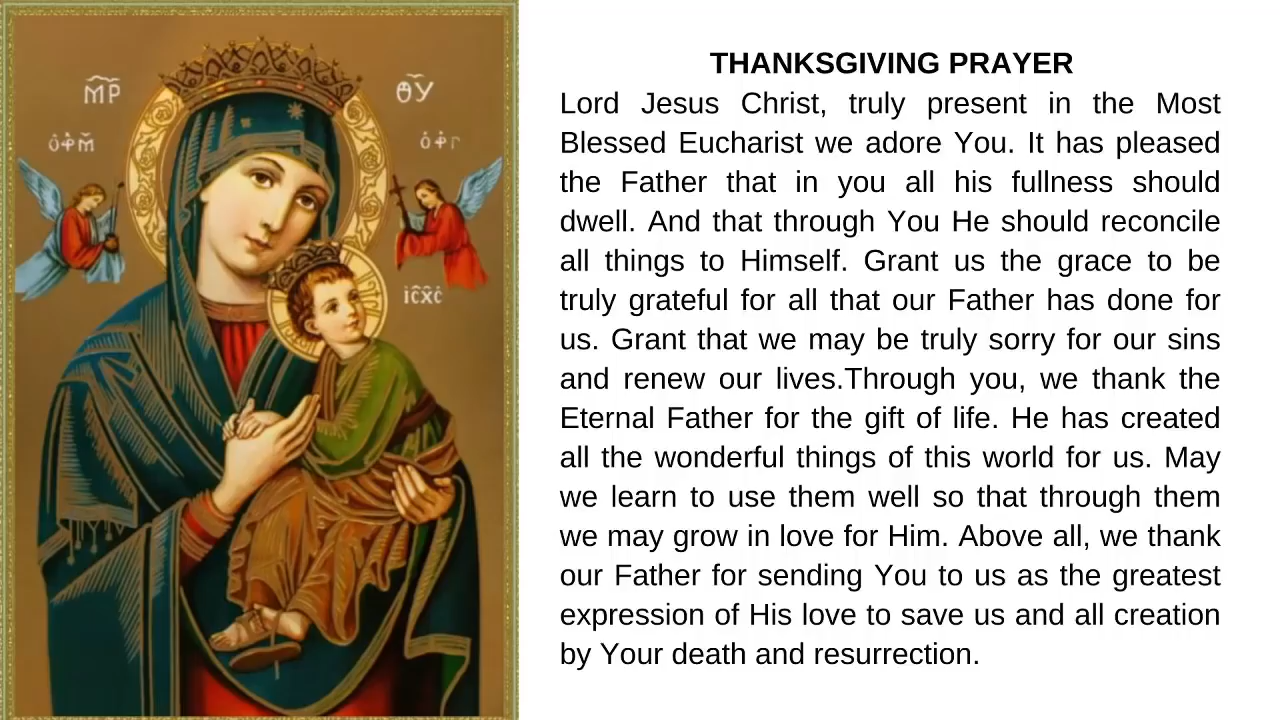 M͞P
Θ͞Y
ὀφM̃
ὀφΓ
ἰC̃XC̀
THANKSGIVING PRAYER
Lord Jesus Christ, truly present in the Most
Blessed Eucharist we adore You. It has pleased
the Father that in you all his fullness should
dwell. And that through You He should reconcile
all things to Himself. Grant us the grace to be
truly grateful for all that our Father has done for
us. Grant that we may be truly sorry for our sins
and renew our lives.Through you, we thank the
Eternal Father for the gift of life. He has created
all the wonderful things of this world for us. May
we learn to use them well so that through them
we may grow in love for Him. Above all, we thank
our Father for sending You to us as the greatest
expression of His love to save us and all creation
by Your death and resurrection.